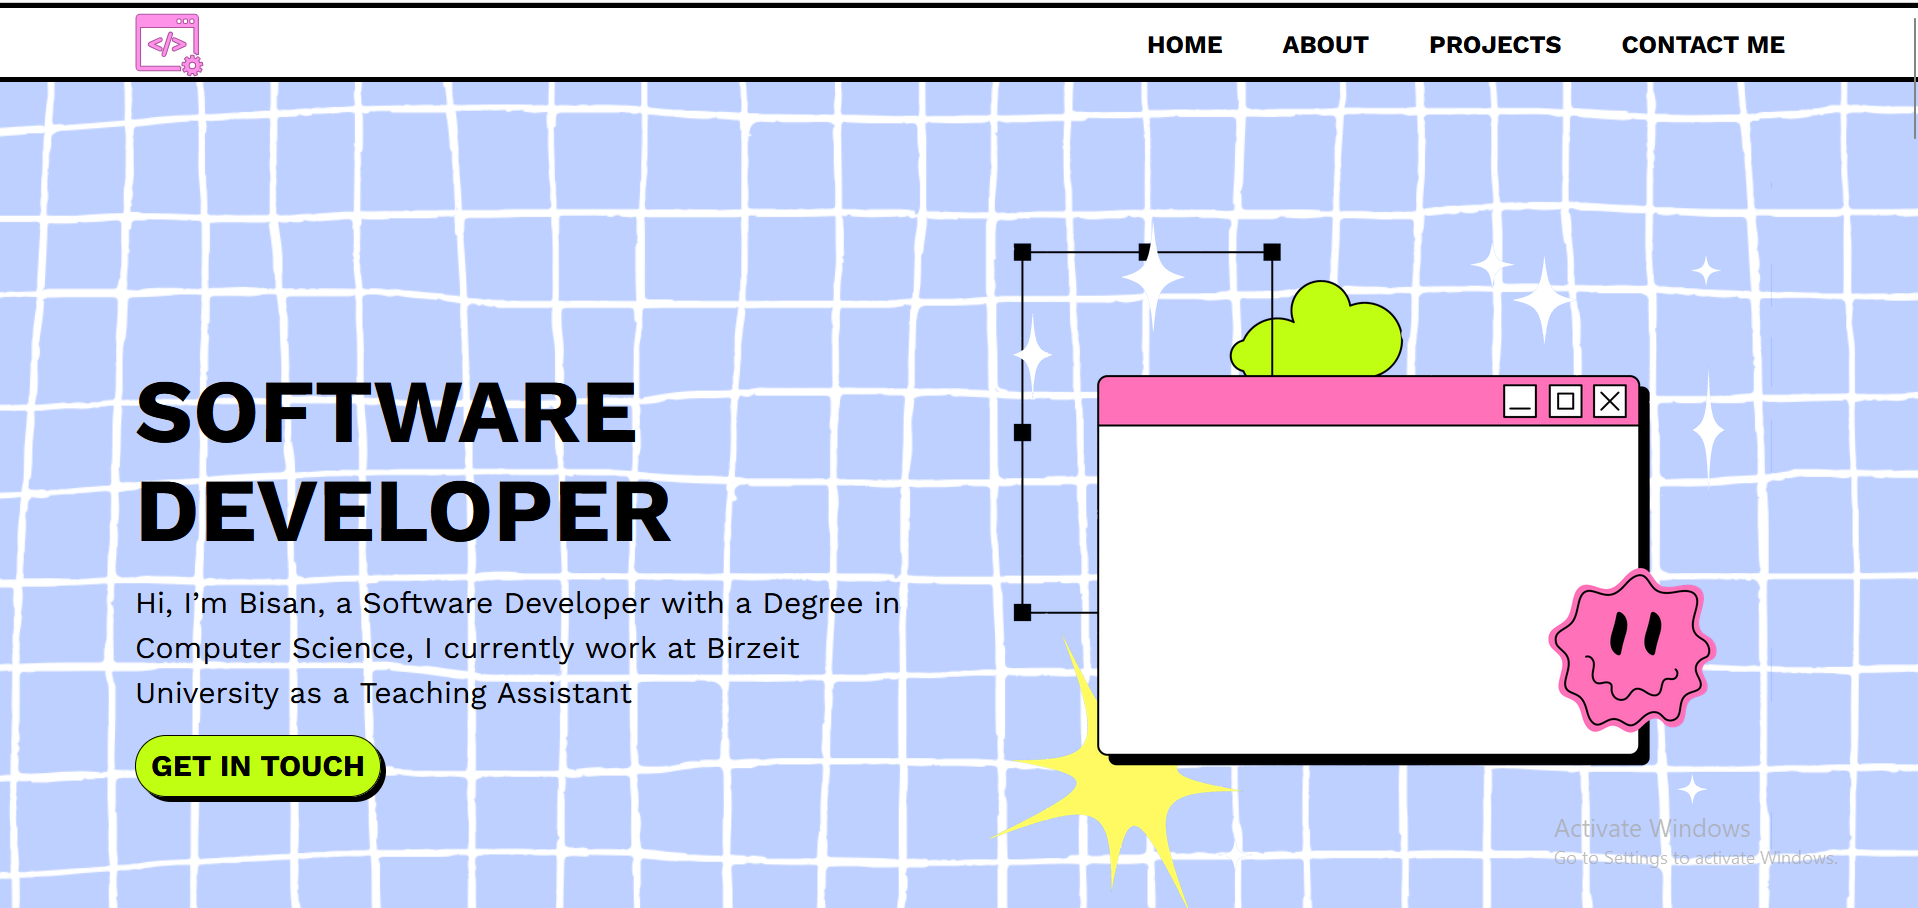 </>
HOME ABOUT PROJECTS CONTACT ME
SOFTWARE
DEVELOPER
Hi, I’m Bisan, a Software Developer with a Degree in
Computer Science, I currently work at Birzeit
University as a Teaching Assistant
GET IN TOUCH
Activate Windows
Go to Settings to activate Windows.